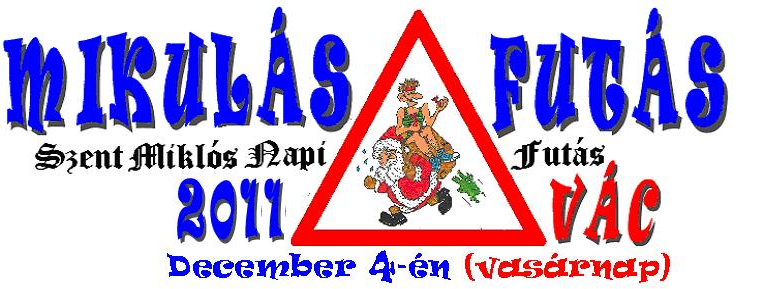 MIKULÁS FUTÁS
Szent Miklós Napi Futás
2011 VÁC
December 4-én (vasárnap)